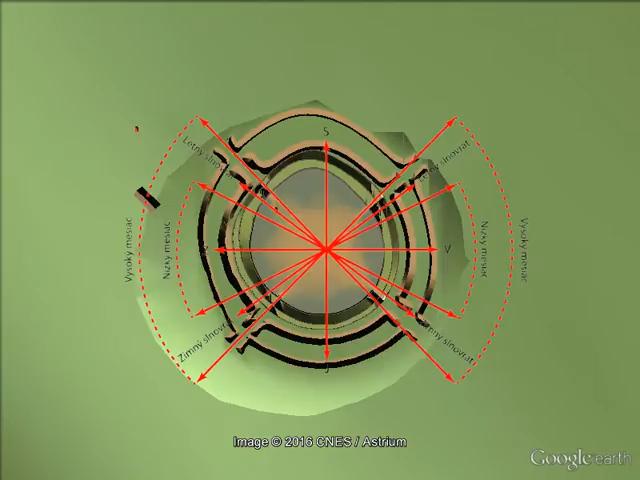 S
Letný slnovrat
Letný slnovrat
Vysoký mesiac
Nízky mesiac
V
Nízky mesiac
Vysoký mesiac
Zimný slnovrat
Zimný slnovrat
J
Image © 2016 CNES / Astrium
Google earth